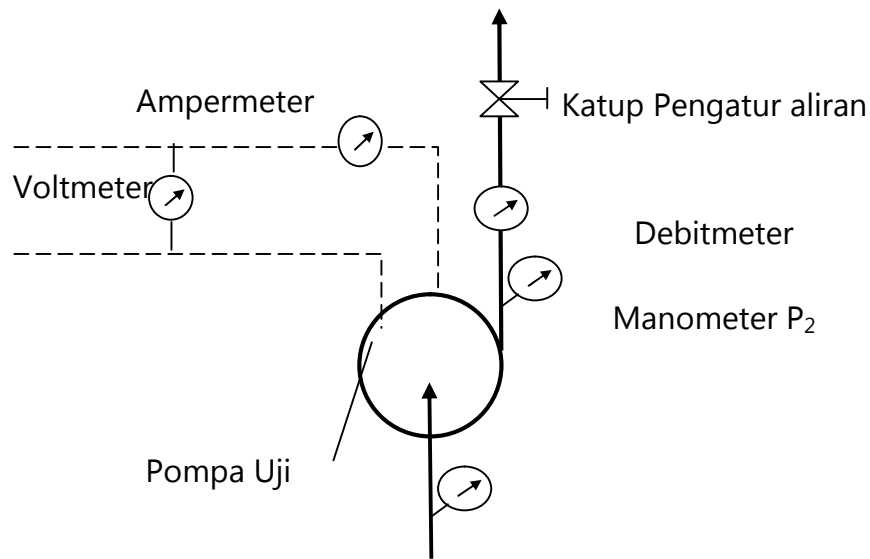 Ampermeter
Katup Pengatur aliran
Voltmeter
Debitmeter
Manometer P₂
Pompa Uji